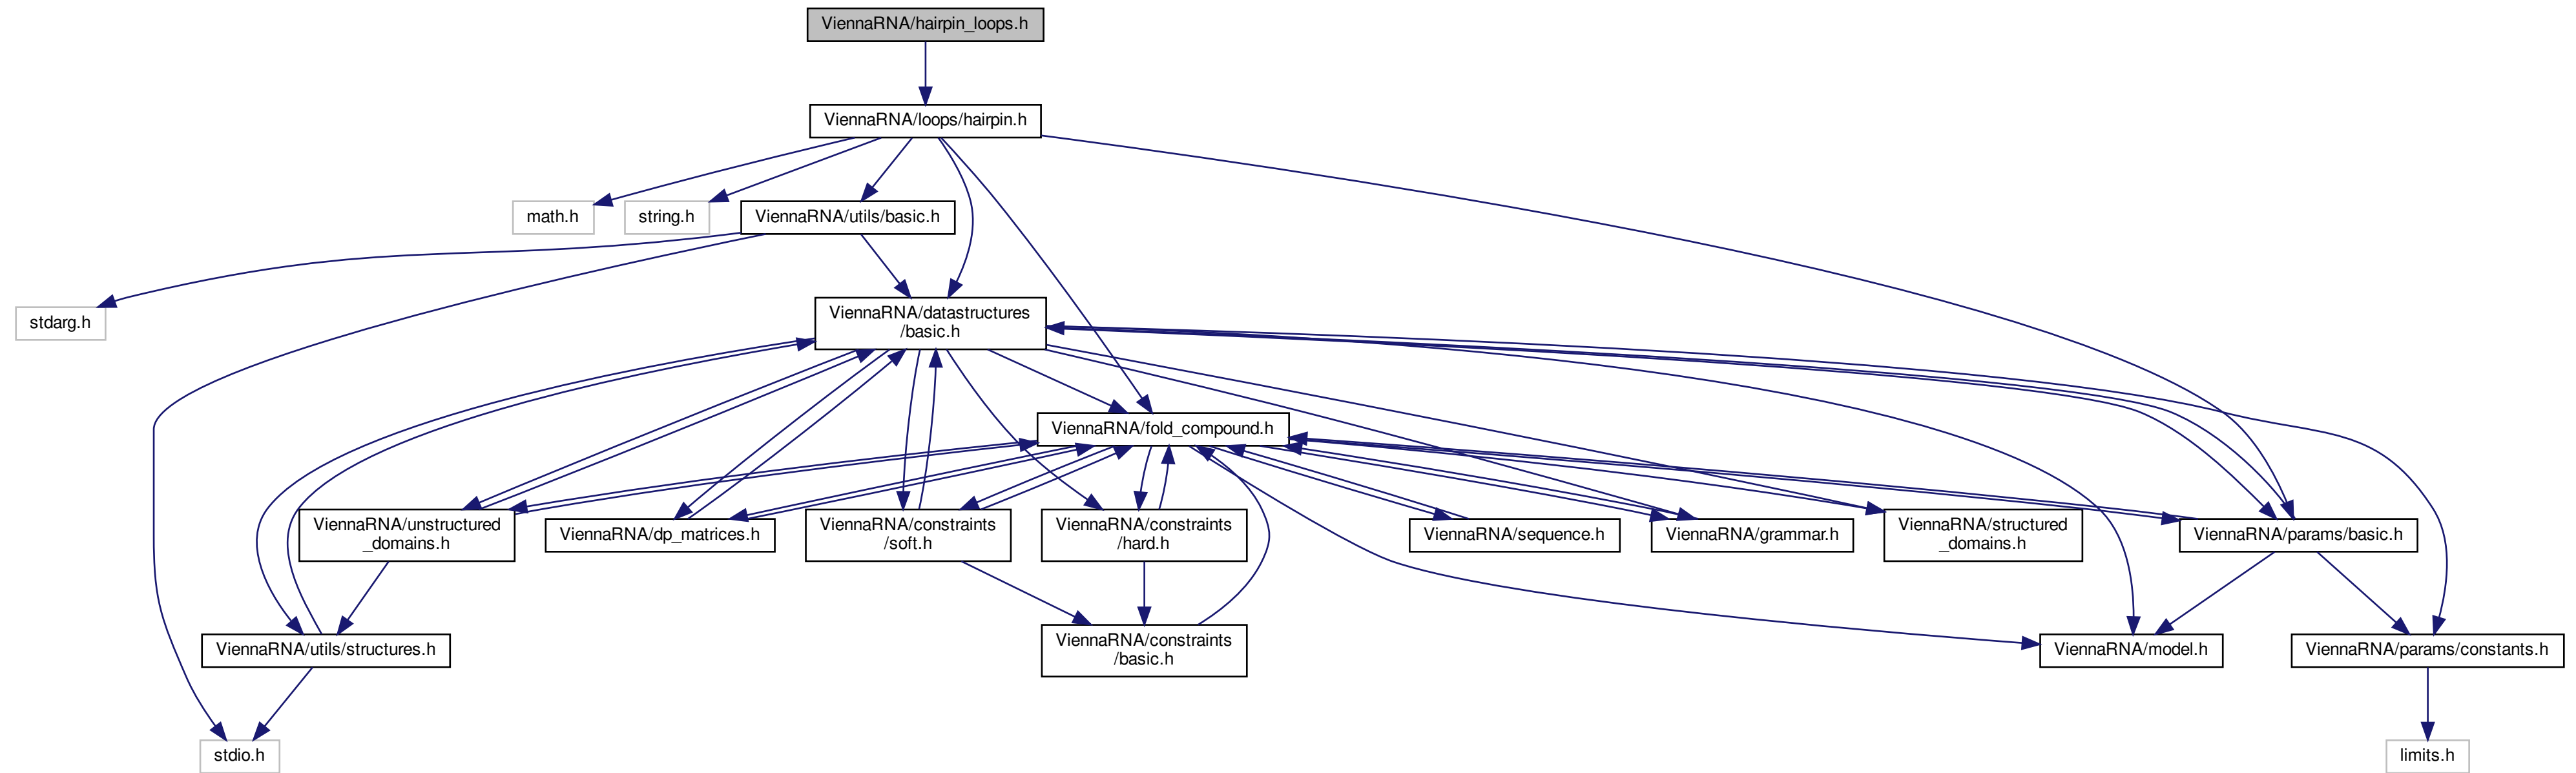 ViennaRNA/hairpin_loops.h
ViennaRNA/loops/hairpin.h
math.h
string.h
ViennaRNA/utils/basic.h
stdarg.h
ViennaRNA/datastructures
/basic.h
ViennaRNA/fold_compound.h
ViennaRNA/unstructured
_domains.h
ViennaRNA/dp_matrices.h
ViennaRNA/constraints
/soft.h
ViennaRNA/constraints
/hard.h
ViennaRNA/sequence.h
ViennaRNA/grammar.h
ViennaRNA/structured
_domains.h
ViennaRNA/params/basic.h
ViennaRNA/utils/structures.h
ViennaRNA/constraints
/basic.h
ViennaRNA/model.h
ViennaRNA/params/constants.h
stdio.h
limits.h